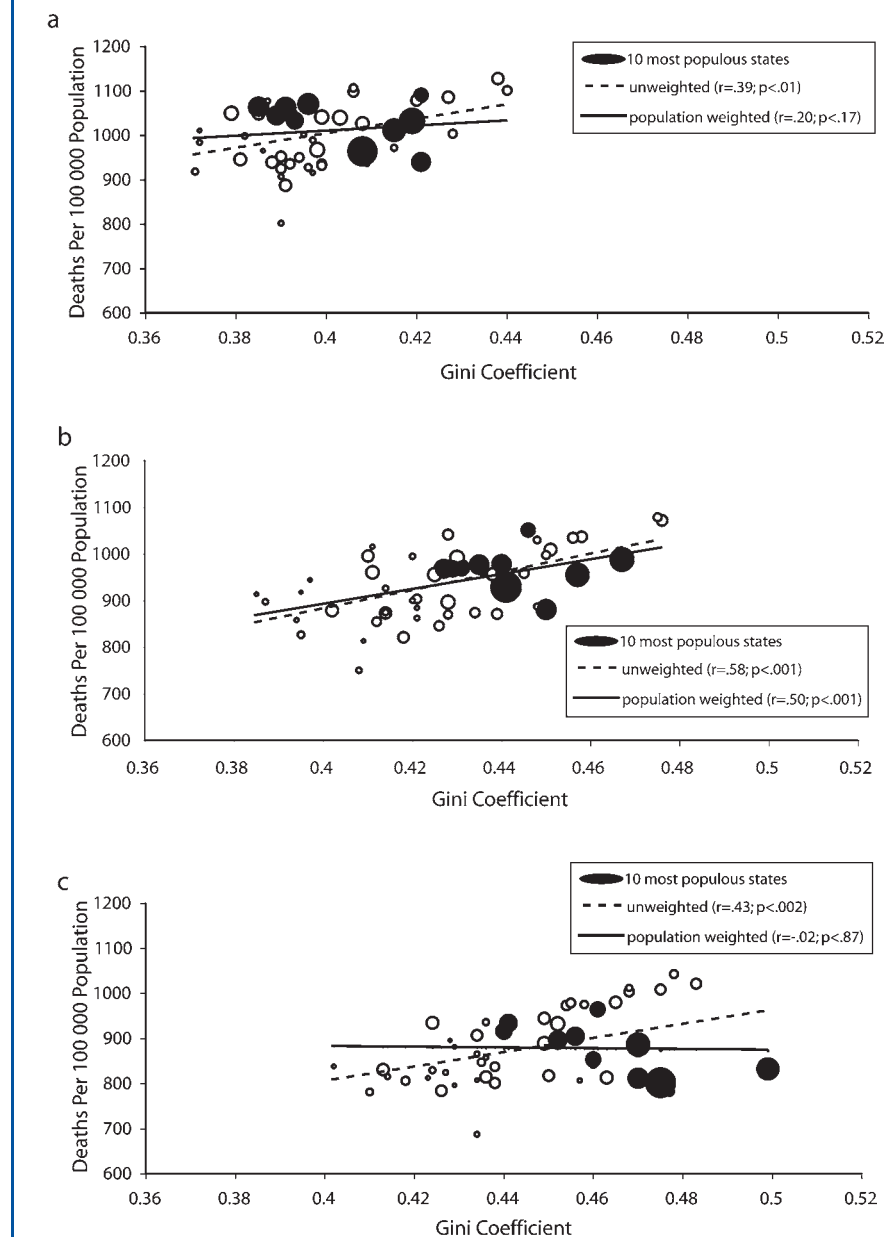 a
1200
1100
1000
900
800
700
600
Deaths Per 100 000 Population
10 most populous states
unweighted (r=.39; p<.01)
population weighted (r=.20; p<.17)
0.36 0.38 0.4 0.42 0.44 0.46 0.48 0.5 0.52
Gini Coefficient
b
1200
1100
1000
900
800
700
600
Deaths Per 100 000 Population
10 most populous states
unweighted (r=.58; p<.001)
population weighted (r=.50; p<.001)
0.36 0.38 0.4 0.42 0.44 0.46 0.48 0.5 0.52
Gini Coefficient
c
1200
1100
1000
900
800
700
600
Deaths Per 100 000 Population
10 most populous states
unweighted (r=.43; p<.002)
population weighted (r=-.02; p<.87)
0.36 0.38 0.4 0.42 0.44 0.46 0.48 0.5 0.52
Gini Coefficient